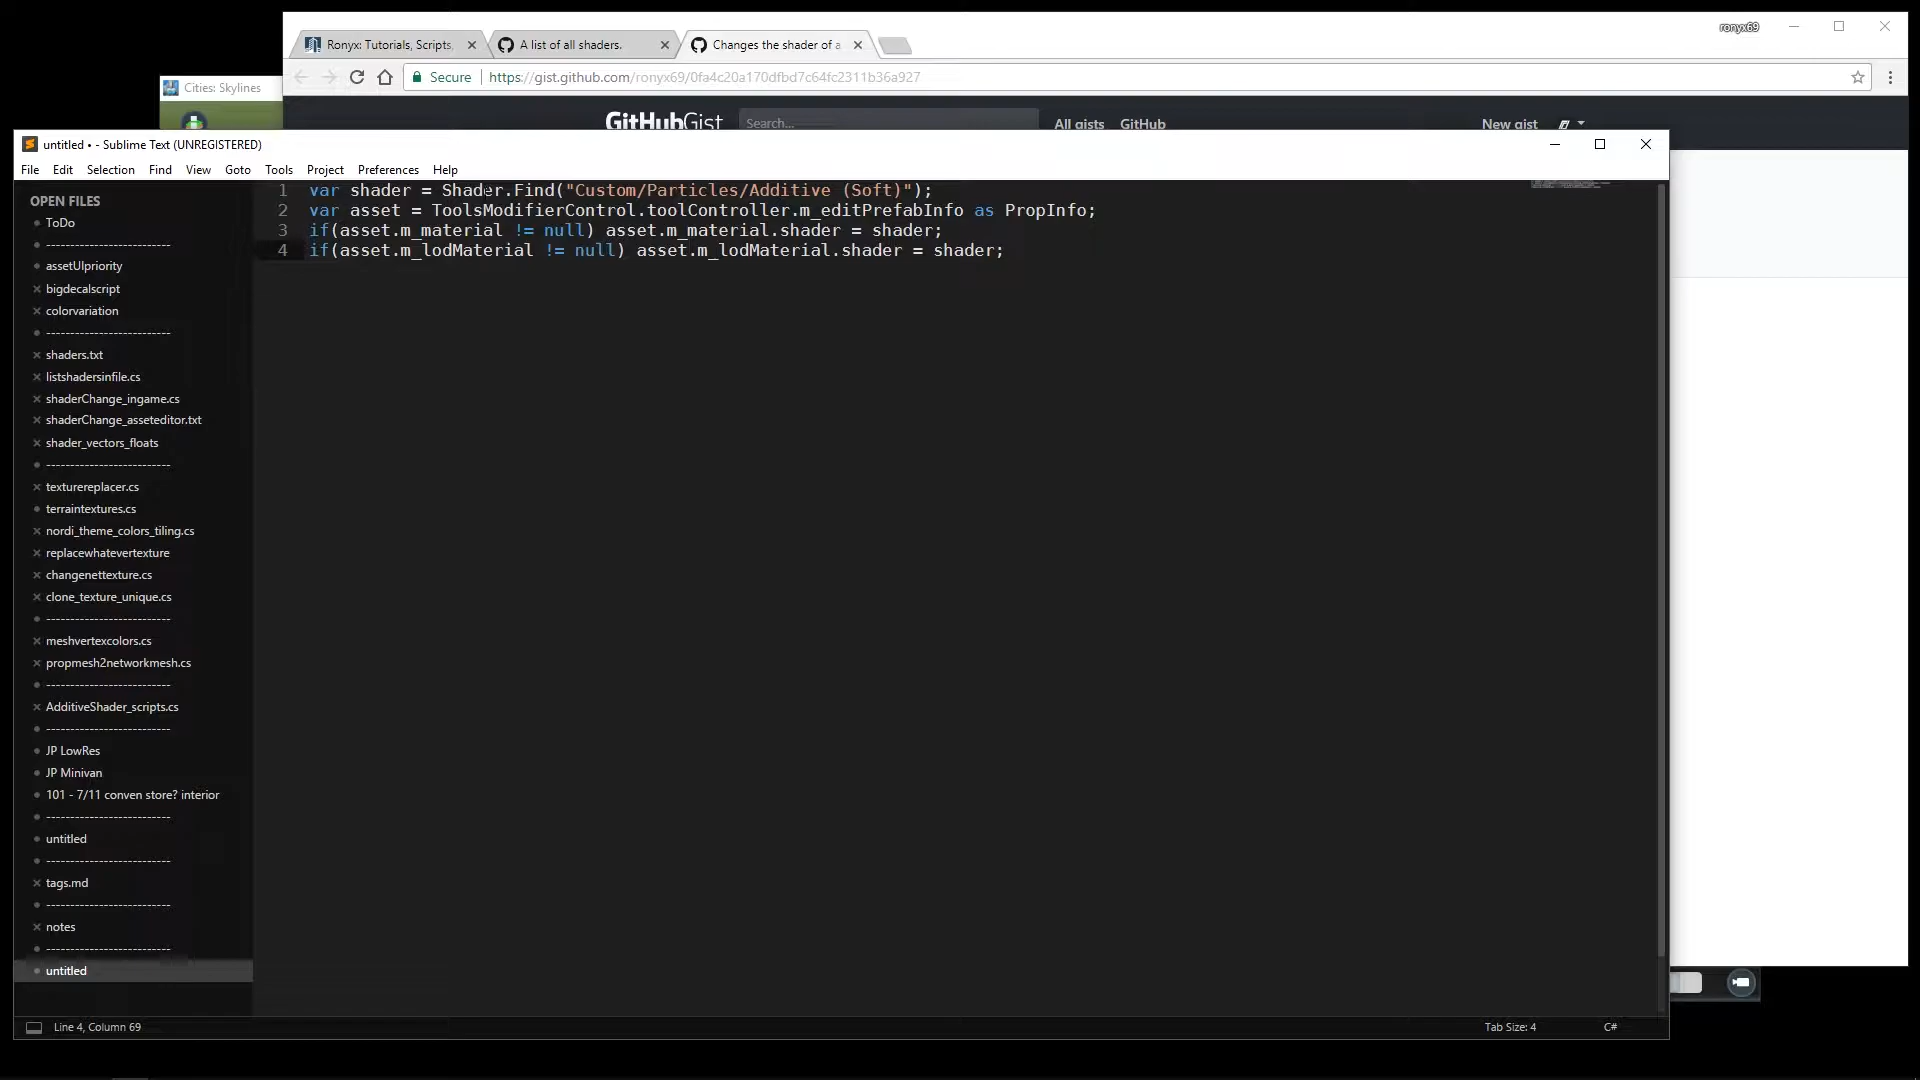 ronyx69
Ronyx: Tutorials, Scripts,
A list of all shaders.
Changes the shader of a
Secure
https://gist.github.com/ronyx69/0fa4c20a170dfbd7c64fc2311b36a927
Cities: Skylines
GitHubGist
Search...
All gists
GitHub
New gist
untitled • - Sublime Text (UNREGISTERED)
File Edit Selection Find View Goto Tools Project Preferences Help
OPEN FILES
ToDo
--------------------------
assetUIpriority
bigdecalscript
colorvariation
--------------------------
shaders.txt
listshadersinfile.cs
shaderChange_ingame.cs
shaderChange_asseteditor.txt
shader_vectors_floats
--------------------------
texturereplacer.cs
terraintextures.cs
nordi_theme_colors_tiling.cs
replacewhatevertexture
changenettexture.cs
clone_texture_unique.cs
--------------------------
meshvertexcolors.cs
propmesh2networkmesh.cs
--------------------------
AdditiveShader_scripts.cs
--------------------------
JP LowRes
JP Minivan
101 - 7/11 conven store? interior
--------------------------
untitled
--------------------------
tags.md
--------------------------
notes
--------------------------
untitled
1 var shader = Shader.Find("Custom/Particles/Additive (Soft)");
2 var asset = ToolsModifierControl.toolController.m_editPrefabInfo as PropInfo;
3 if(asset.m_material != null) asset.m_material.shader = shader;
4 if(asset.m_lodMaterial != null) asset.m_lodMaterial.shader = shader;
Line 4, Column 69
Tab Size: 4
C#